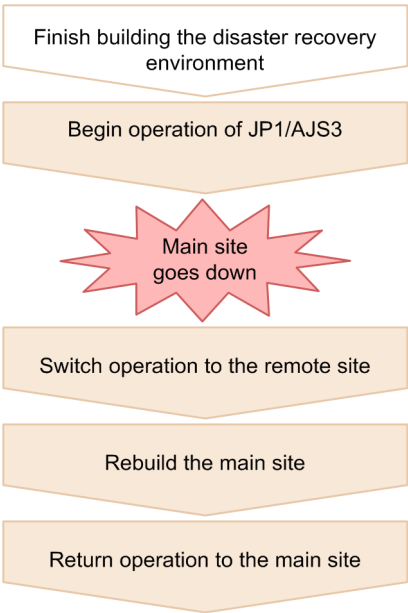 Finish building the disaster recovery
environment
Begin operation of JP1/AJS3
Main site
goes down
Switch operation to the remote site
Rebuild the main site
Return operation to the main site